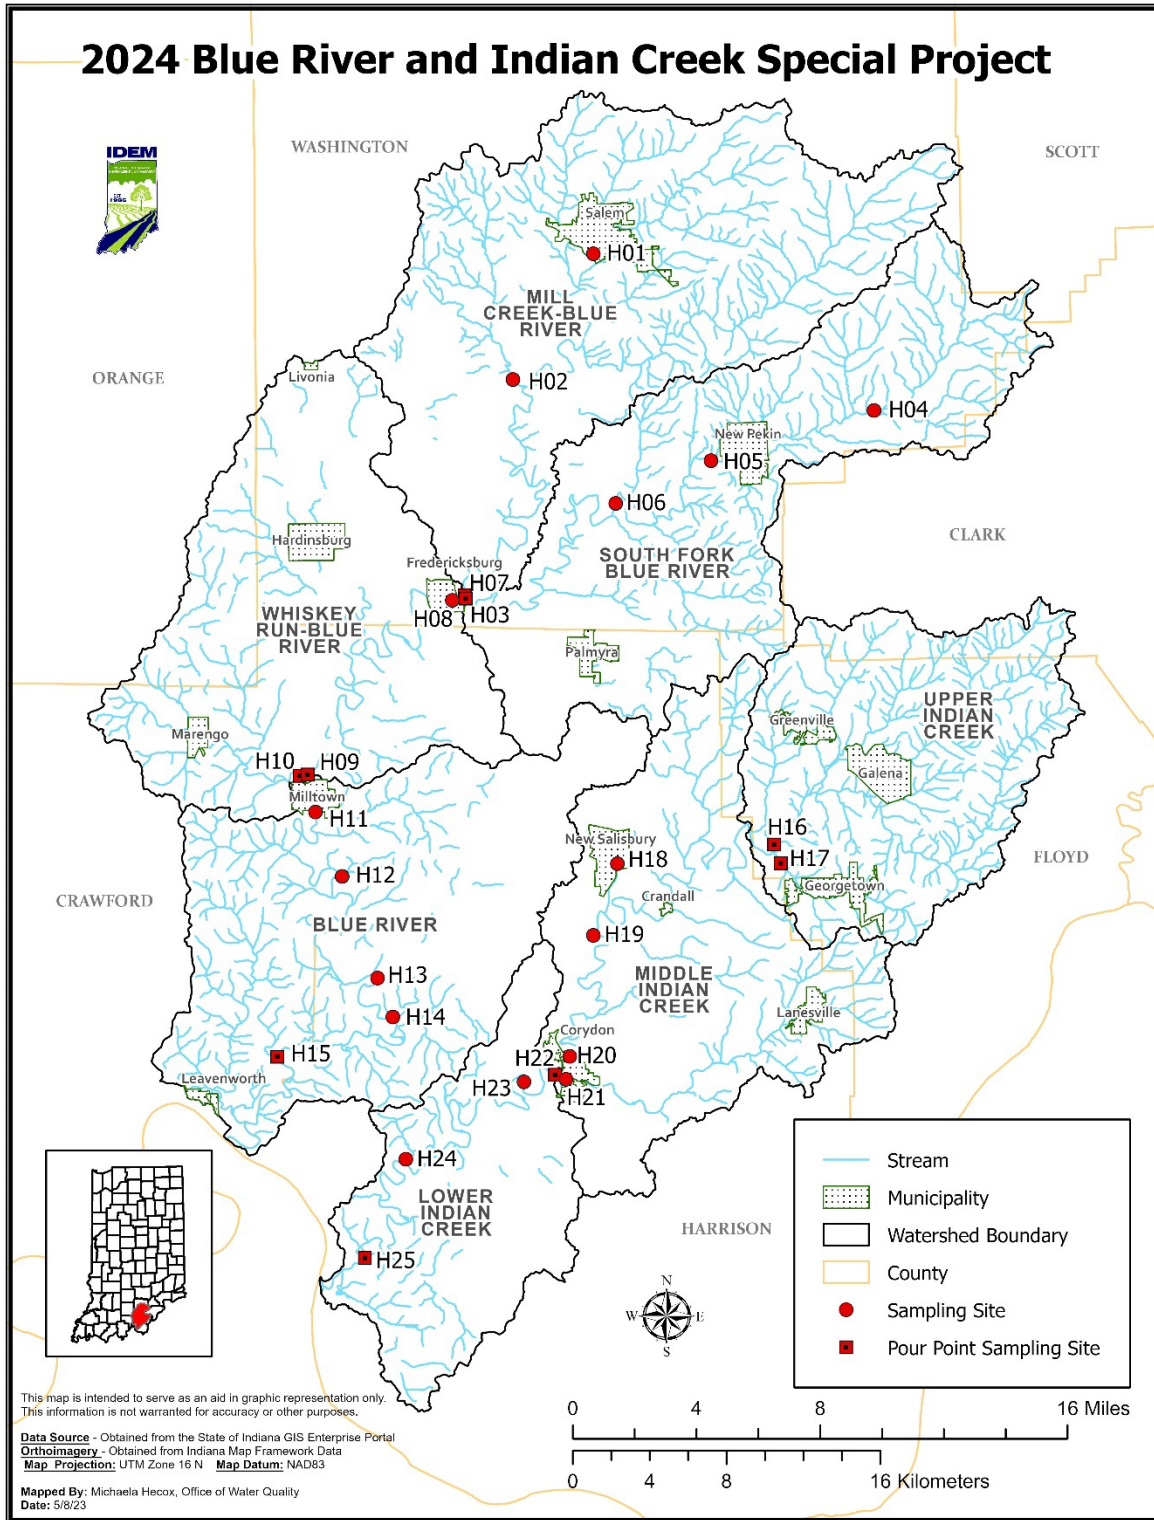 2024 Blue River and Indian Creek Special Project
IDEM
WASHINGTON
SCOTT
Salem
H01
MILL
CREEK-BLUE
RIVER
ORANGE
Livonia
H02
H04
New Pekin
H05
H06
Hardinsburg
CLARK
Fredericksburg
SOUTH FORK
BLUE RIVER
H07
H03
H08
WHISKEY
RUN-BLUE
RIVER
Palmyra
UPPER
INDIAN
CREEK
Greenville
Marengo
Galena
H10
H09
Milltown
H11
New Salisbury
H16
H17
H18
FLOYD
H12
Georgetown
Crandall
CRAWFORD
BLUE RIVER
H19
H13
MIDDLE
INDIAN
CREEK
H14
Lanesville
Corydon
H15
H22
H20
Leavenworth
H23
H21
H24
LOWER
INDIAN
CREEK
HARRISON
H25
Stream
Municipality
Watershed Boundary
County
Sampling Site
Pour Point Sampling Site
N
W
E
S
This map is intended to serve as an aid in graphic representation only.
This information is not warranted for accuracy or other purposes.
Data Source - Obtained from the State of Indiana GIS Enterprise Portal
Orthoimagery - Obtained from Indiana Map Framework Data
Map Projection: UTM Zone 16 N Map Datum: NAD83
Mapped By: Michaela Hecox, Office of Water Quality
Date: 5/8/23
0 8 16 Miles
0 4 8 16 Kilometers